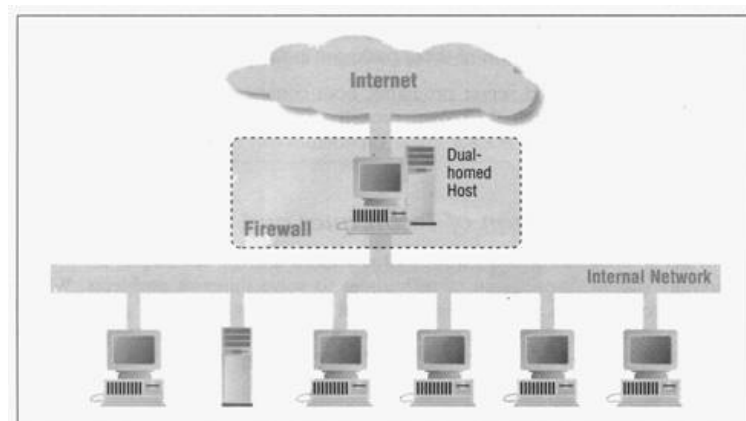 Internet
Dual-
homed
Host
Firewall
Internal Network